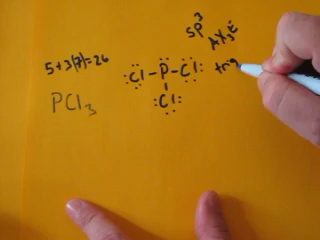 sp³
AX₃E
5+3(7)=26
:Cl-P-Cl:
PCl₃
:Cl: